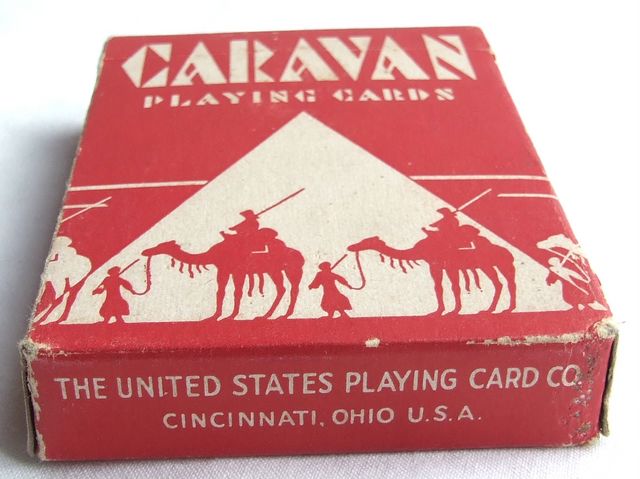 CARAVAN
PLAYING CARDS
THE UNITED STATES PLAYING CARD CO
CINCINNATI, OHIO U.S.A.